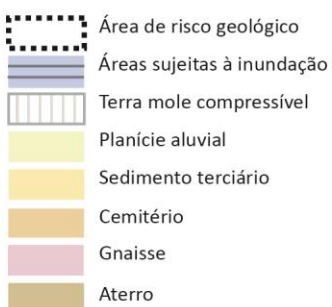 Área de risco geológico
Áreas sujeitas à inundação
Terra mole compressível
Planície aluvial
Sedimento terciário
Cemitério
Gnaisse
Aterro